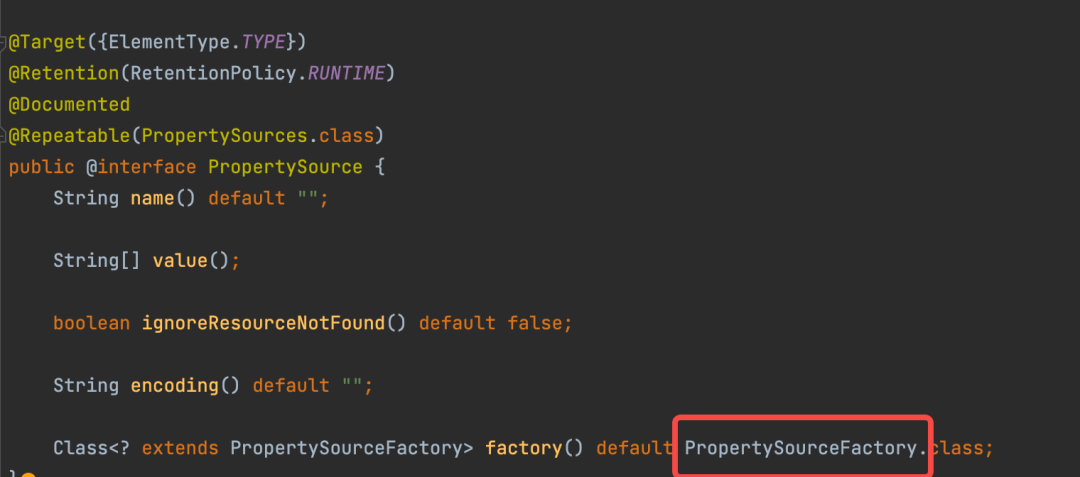 @Target({ElementType.TYPE})
@Retention(RetentionPolicy.RUNTIME)
@Documented
@Repeatable(PropertySources.class)
public @interface PropertySource {
String name() default "";
String[] value();
boolean ignoreResourceNotFound() default false;
String encoding() default "";
Class<? extends PropertySourceFactory> factory() default PropertySourceFactory.class;
}